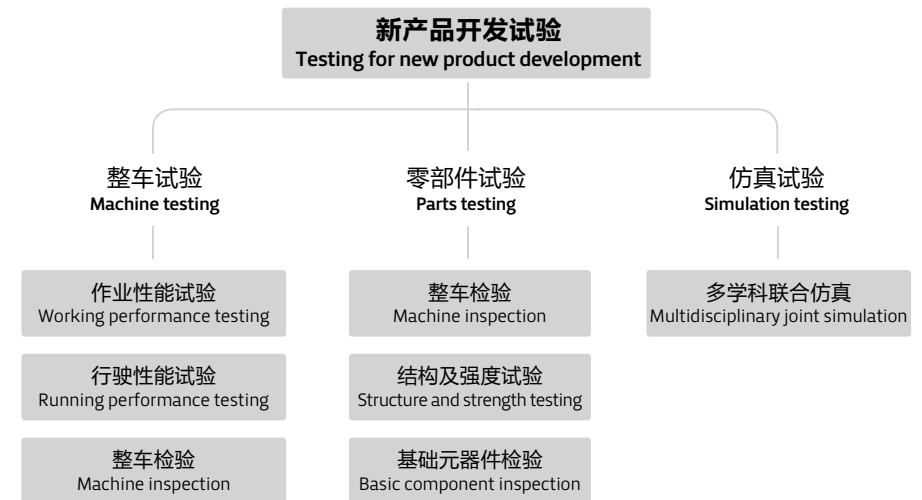 新产品开发试验
Testing for new product development
整车试验
Machine testing
零部件试验
Parts testing
仿真试验
Simulation testing
作业性能试验
Working performance testing
整车检验
Machine inspection
多学科联合仿真
Multidisciplinary joint simulation
行驶性能试验
Running performance testing
结构及强度试验
Structure and strength testing
整车检验
Machine inspection
基础元器件检验
Basic component inspection